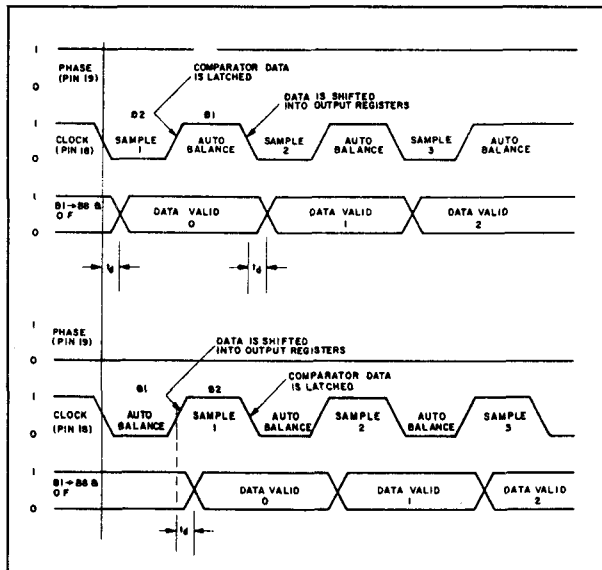 1
PHASE
(PIN 19)
0
COMPARATOR DATA
IS LATCHED
DATA IS SHIFTED
INTO OUTPUT REGISTERS
B2
B1
1
CLOCK
(PIN 18)
0
SAMPLE
1
AUTO
BALANCE
SAMPLE
2
AUTO
BALANCE
SAMPLE
3
AUTO
BALANCE
1
B1→B8 &
OF
0
DATA VALID
0
DATA VALID
1
DATA VALID
2
td
td
1
PHASE
(PIN 19)
0
DATA IS SHIFTED
INTO OUTPUT REGISTERS
COMPARATOR DATA
IS LATCHED
B1
B2
1
CLOCK
(PIN 18)
0
AUTO
BALANCE
SAMPLE
1
AUTO
BALANCE
SAMPLE
2
AUTO
BALANCE
SAMPLE
3
1
B1→B8 &
OF
0
DATA VALID
0
DATA VALID
1
DATA VALID
2
td